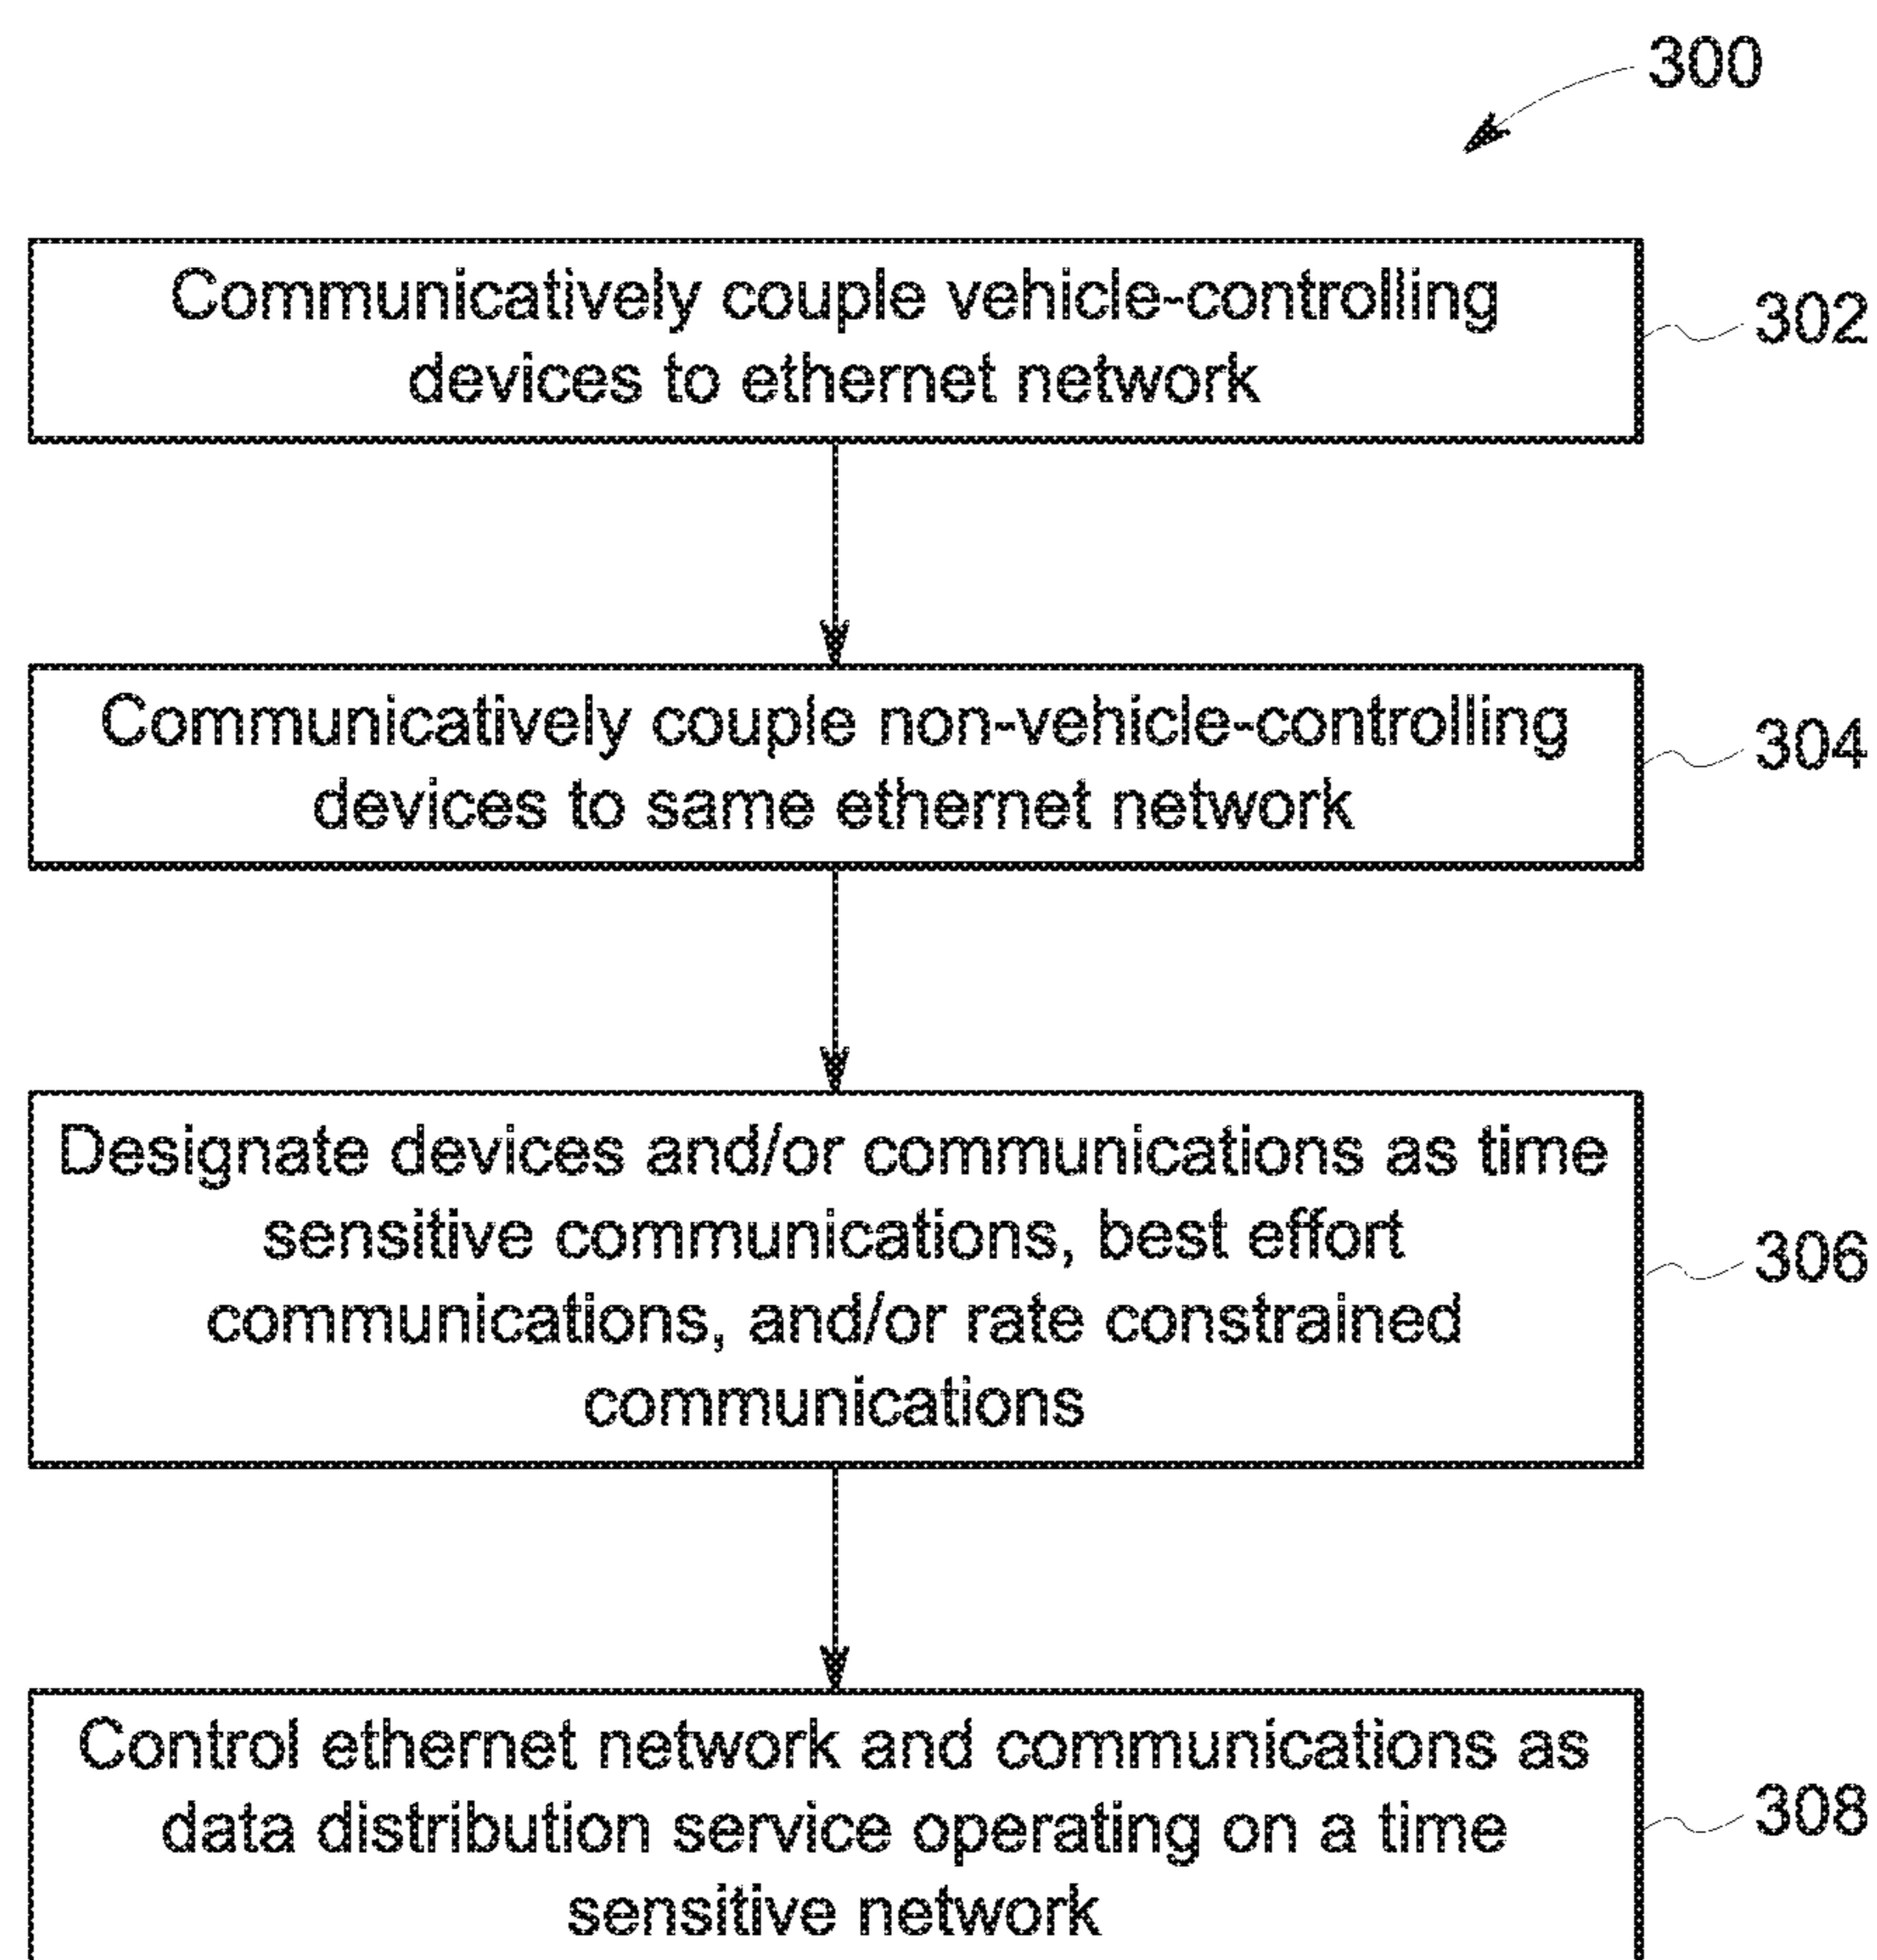 300
Communicatively couple vehicle-controlling
devices to ethernet network
302
Communicatively couple non-vehicle-controlling
devices to same ethernet network
304
Designate devices and/or communications as time
sensitive communications, best effort
communications, and/or rate constrained
communications
306
Control ethernet network and communications as
data distribution service operating on a time
sensitive network
308